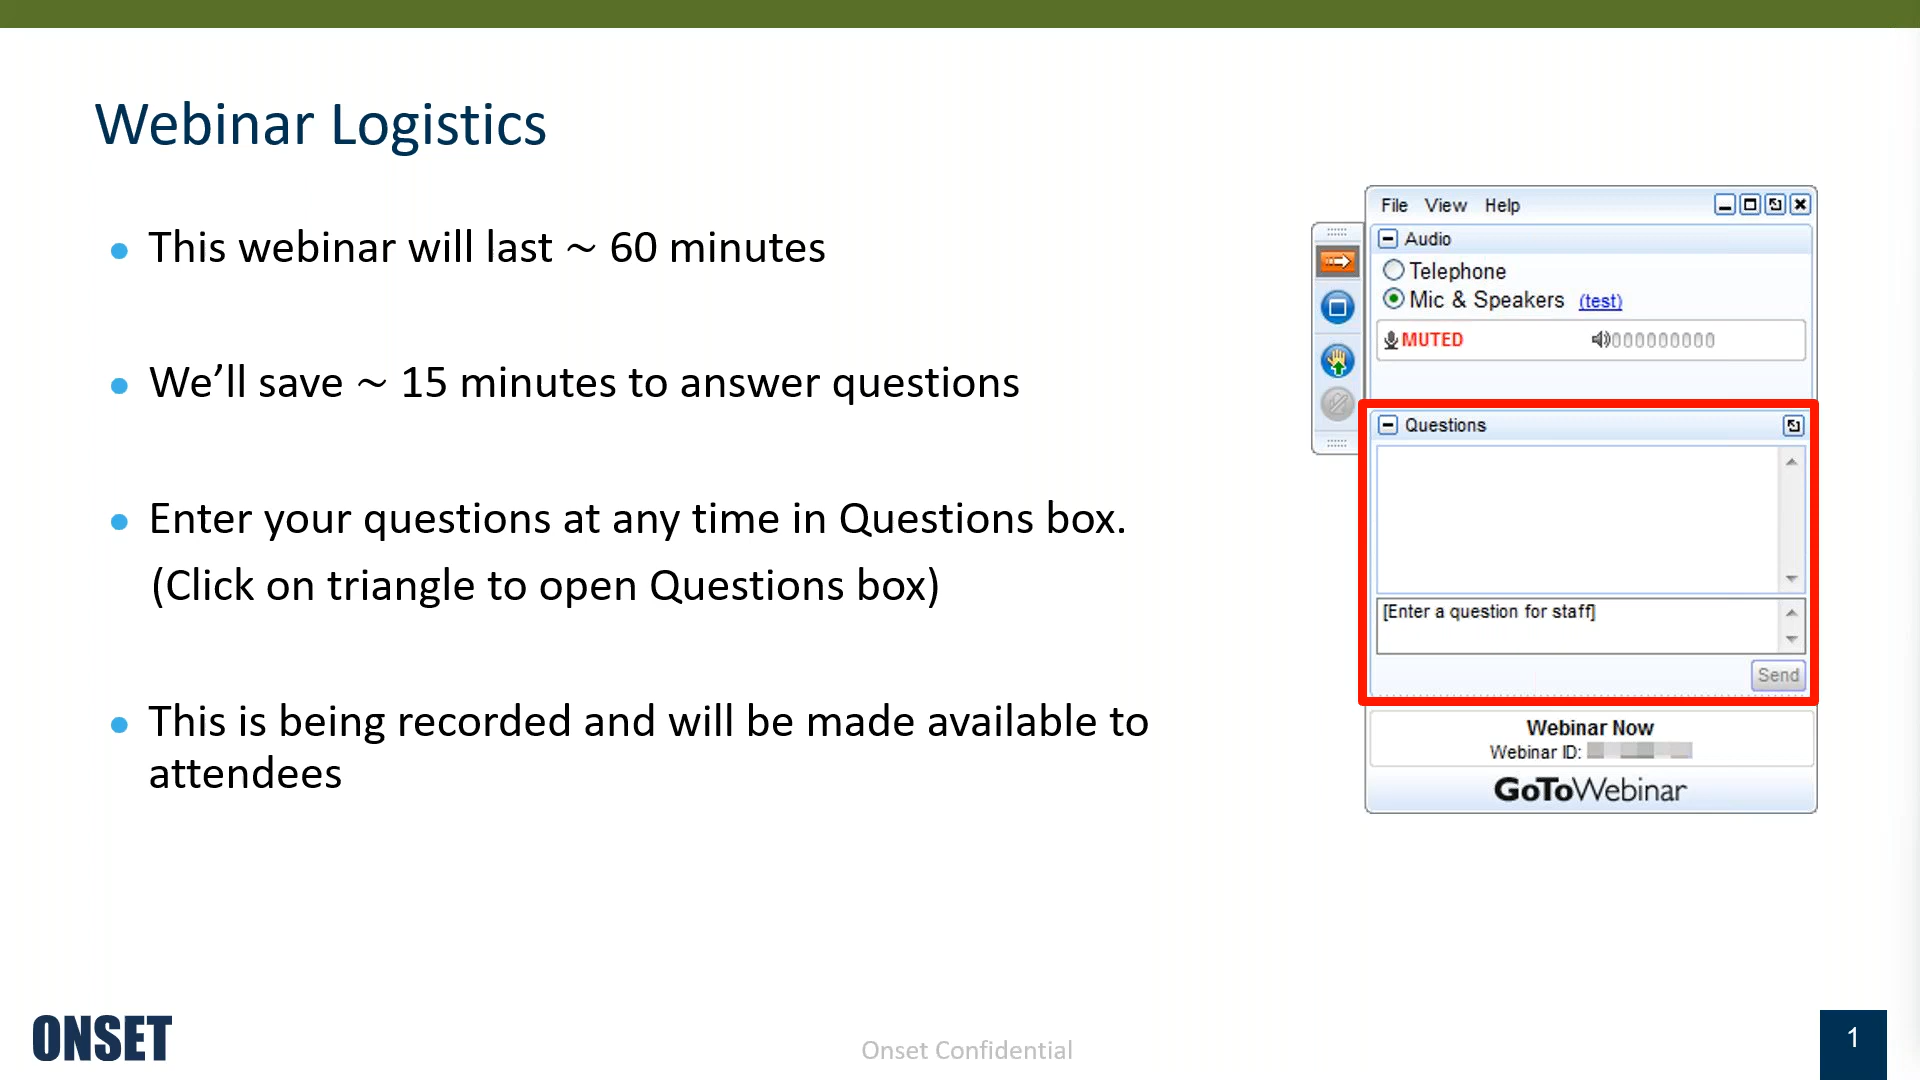 Webinar Logistics
This webinar will last ~ 60 minutes
We’ll save ~ 15 minutes to answer questions
Enter your questions at any time in Questions box.
(Click on triangle to open Questions box)
This is being recorded and will be made available to
attendees
File View Help
Audio
Telephone
Mic & Speakers (test)
MUTED 000000000
Questions
[Enter a question for staff]
Send
Webinar Now
Webinar ID:
GoToWebinar
ONSET
Onset Confidential
1